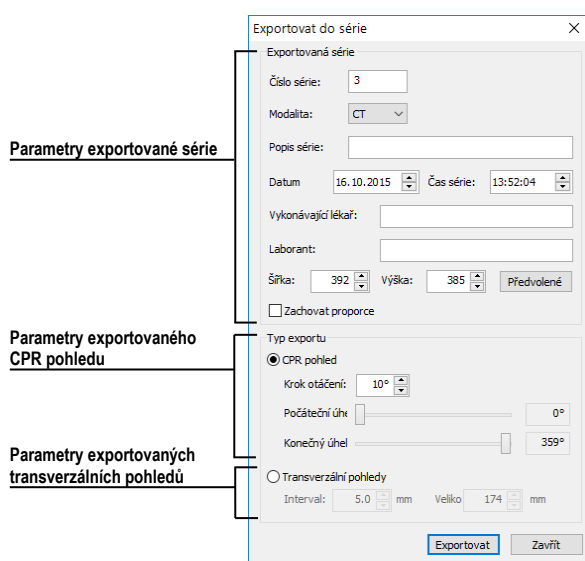 Exportovat do série
Exportovaná série
Číslo série: 3
Modalita: CT
Parametry exportované série
Popis série:
Datum 16.10.2015 Čas série: 13:52:04
Vykonávající lékař:
Laborant:
Šířka: 392 Výška: 385 Předvolené
Zachovat proporce
Parametry exportovaného
CPR pohledu
Typ exportu
CPR pohled
Krok otáčení: 10°
Počáteční úhe 0°
Konečný úhel 359°
Parametry exportovaných
transverzálních pohledů
Transverzální pohledy
Interval: 5.0 mm Veliko 174 mm
Exportovat Zavřít